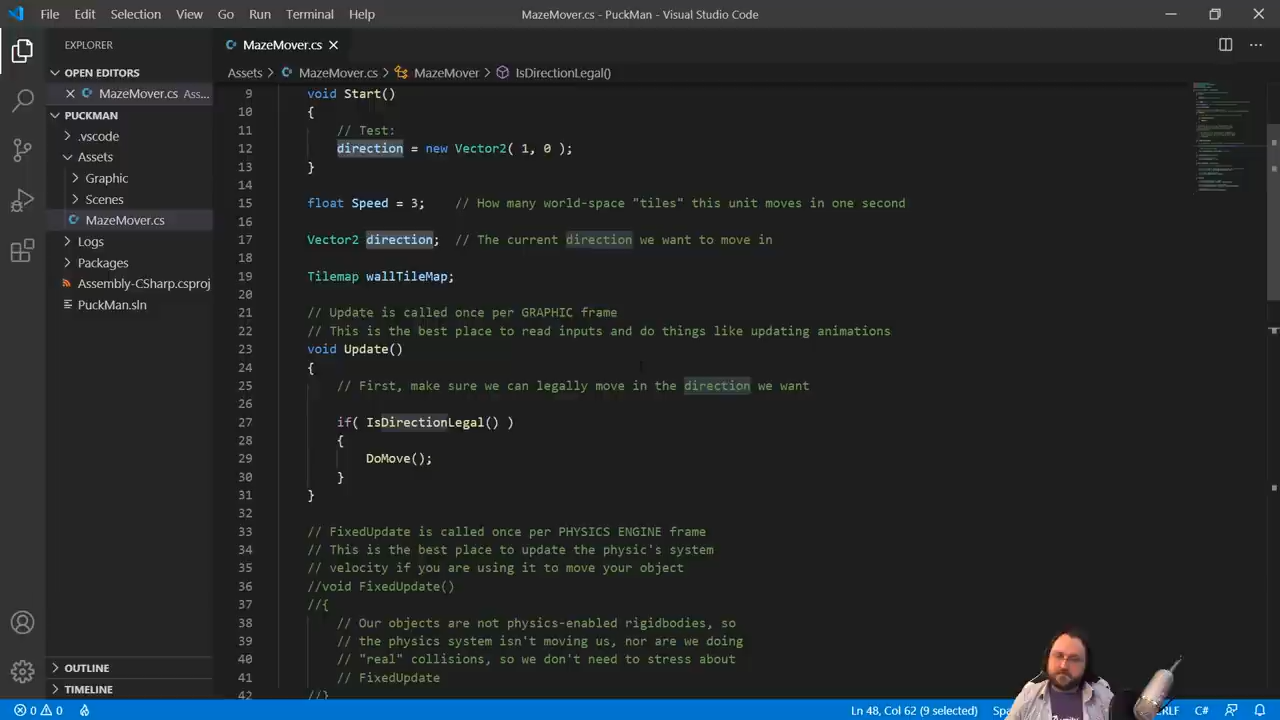 File Edit Selection View Go Run Terminal Help
MazeMover.cs - PuckMan - Visual Studio Code
EXPLORER
MazeMover.cs
OPEN EDITORS
MazeMover.cs Ass...
PUCKMAN
.vscode
Assets
Graphic
Scenes
MazeMover.cs
Logs
Packages
Assembly-CSharp.csproj
PuckMan.sln
OUTLINE
TIMELINE
Assets > MazeMover.cs > MazeMover > IsDirectionLegal()
9 void Start()
10 {
11 // Test:
12 direction = new Vector2( 1, 0 );
13 }
14
15 float Speed = 3; // How many world-space "tiles" this unit moves in one second
16
17 Vector2 direction; // The current direction we want to move in
18
19 Tilemap wallTileMap;
20
21 // Update is called once per GRAPHIC frame
22 // This is the best place to read inputs and do things like updating animations
23 void Update()
24 {
25 // First, make sure we can legally move in the direction we want
26
27 if( IsDirectionLegal() )
28 {
29 DoMove();
30 }
31 }
32
33 // FixedUpdate is called once per PHYSICS ENGINE frame
34 // This is the best place to update the physic's system
35 // velocity if you are using it to move your object
36 //void FixedUpdate()
37 //{
38 // Our objects are not physics-enabled rigidbodies, so
39 // the physics system isn't moving us, nor are we doing
40 // "real" collisions, so we don't need to stress about
41 // FixedUpdate
42 //}
0 0
Ln 48, Col 62 (9 selected)
C#